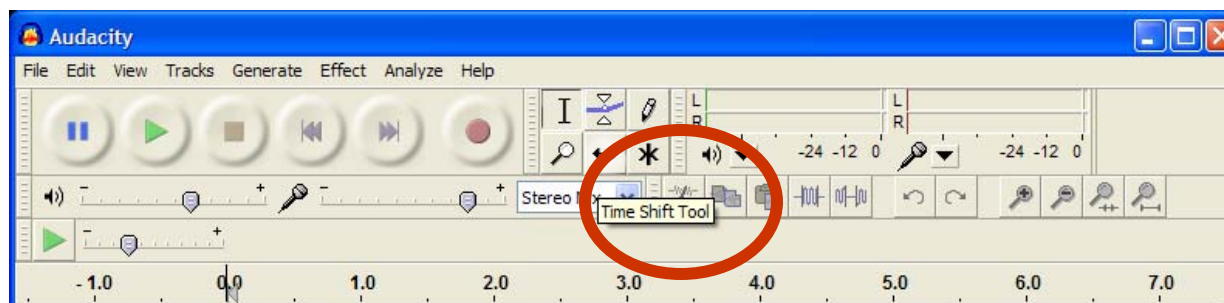 Audacity
File Edit View Tracks Generate Effect Analyze Help
L
R
L
R
-24 -12 0
-24 -12 0
- + - + Stereo Mix
Time Shift Tool
- +
- 1.0 0.0 1.0 2.0 3.0 4.0 5.0 6.0 7.0